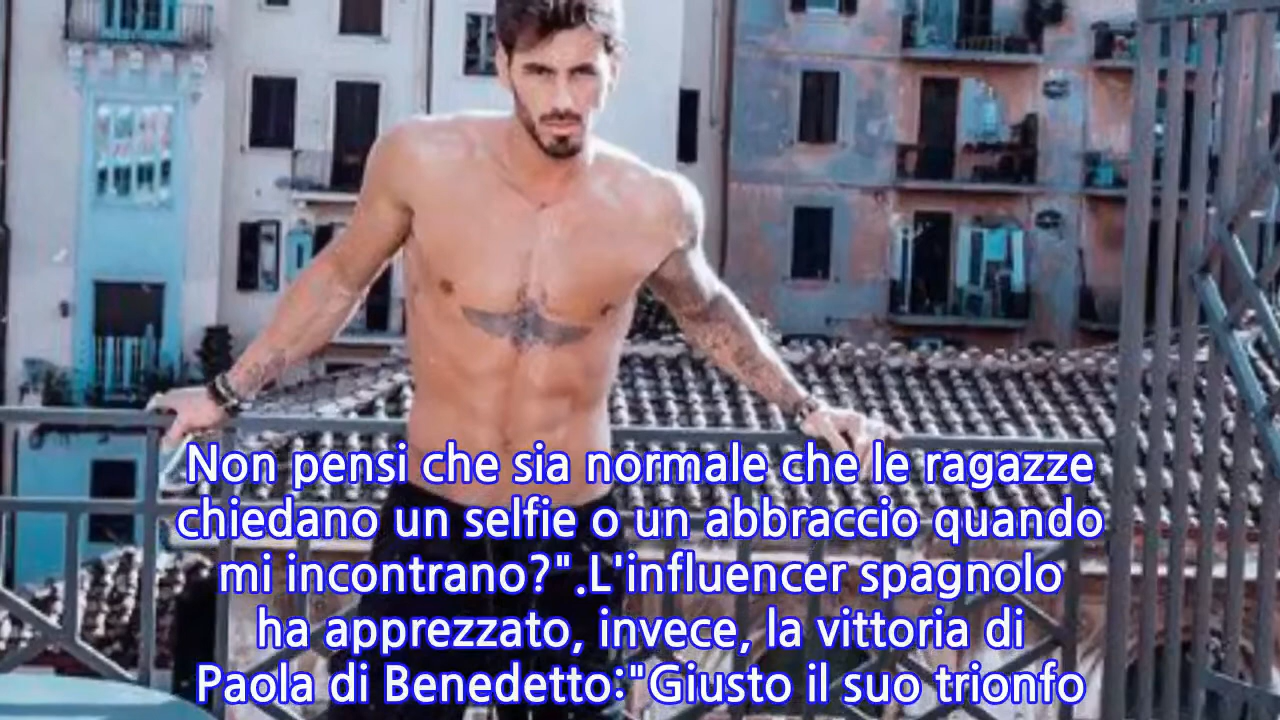 Non pensi che sia normale che le ragazze
chiedano un selfie o un abbraccio quando
mi incontrano?".L'influencer spagnolo
ha apprezzato, invece, la vittoria di
Paola di Benedetto:"Giusto il suo trionfo